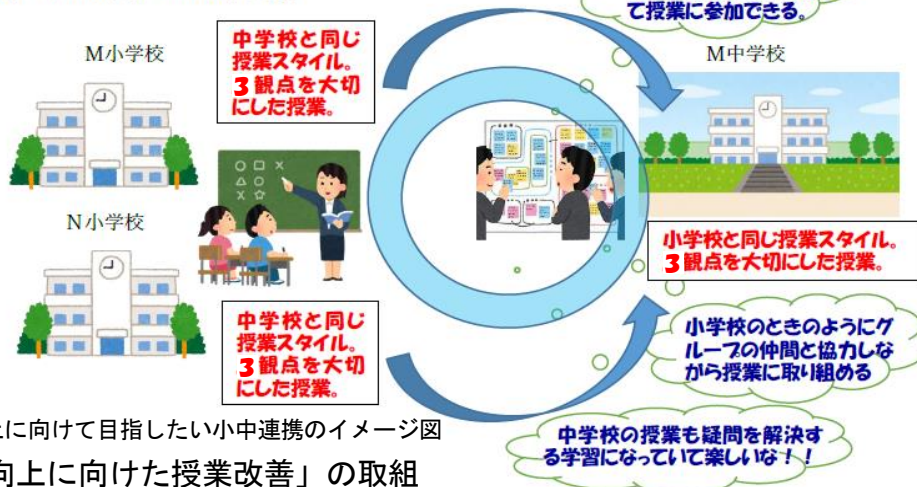 て授業に参加できる。
M小学校
中学校と同じ
授業スタイル。
3観点を大切
にした授業。
M中学校
N小学校
小学校と同じ授業スタイル。
3観点を大切にした授業。
中学校と同じ
授業スタイル。
3観点を大切
にした授業。
小学校のときのようにグ
ループの仲間と協力しな
がら授業に取り組める
中学校の授業も疑問を解決す
る学習になっていて楽しいな！！
に向けて目指したい小中連携のイメージ図
向上に向けた授業改善」の取組